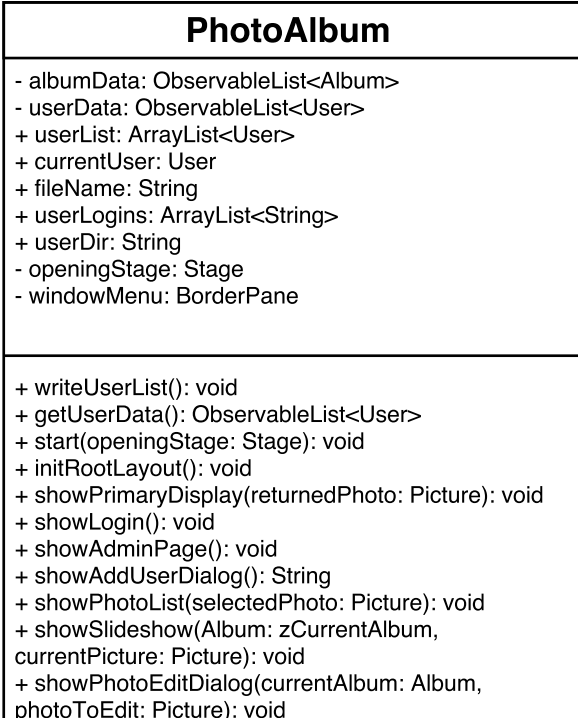 PhotoAlbum
- albumData: ObservableList<Album>
- userData: ObservableList<User>
+ userList: ArrayList<User>
+ currentUser: User
+ fileName: String
+ userLogins: ArrayList<String>
+ userDir: String
- openingStage: Stage
- windowMenu: BorderPane
+ writeUserList(): void
+ getUserData(): ObservableList<User>
+ start(openingStage: Stage): void
+ initRootLayout(): void
+ showPrimaryDisplay(returnedPhoto: Picture): void
+ showLogin(): void
+ showAdminPage(): void
+ showAddUserDialog(): String
+ showPhotoList(selectedPhoto: Picture): void
+ showSlideshow(Album: zCurrentAlbum,
currentPicture: Picture): void
+ showPhotoEditDialog(currentAlbum: Album,
photoToEdit: Picture): void